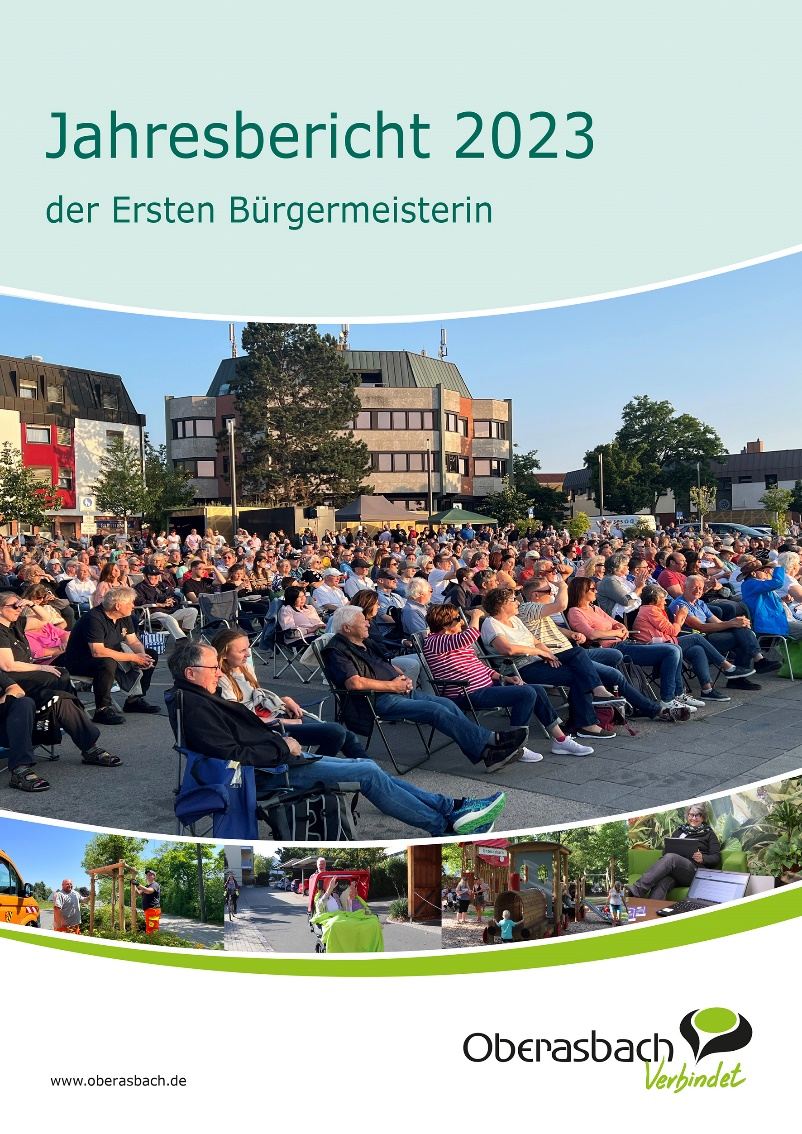 Jahresbericht 2023
der Ersten Bürgermeisterin
Oberasbach
Verbindet
www.oberasbach.de